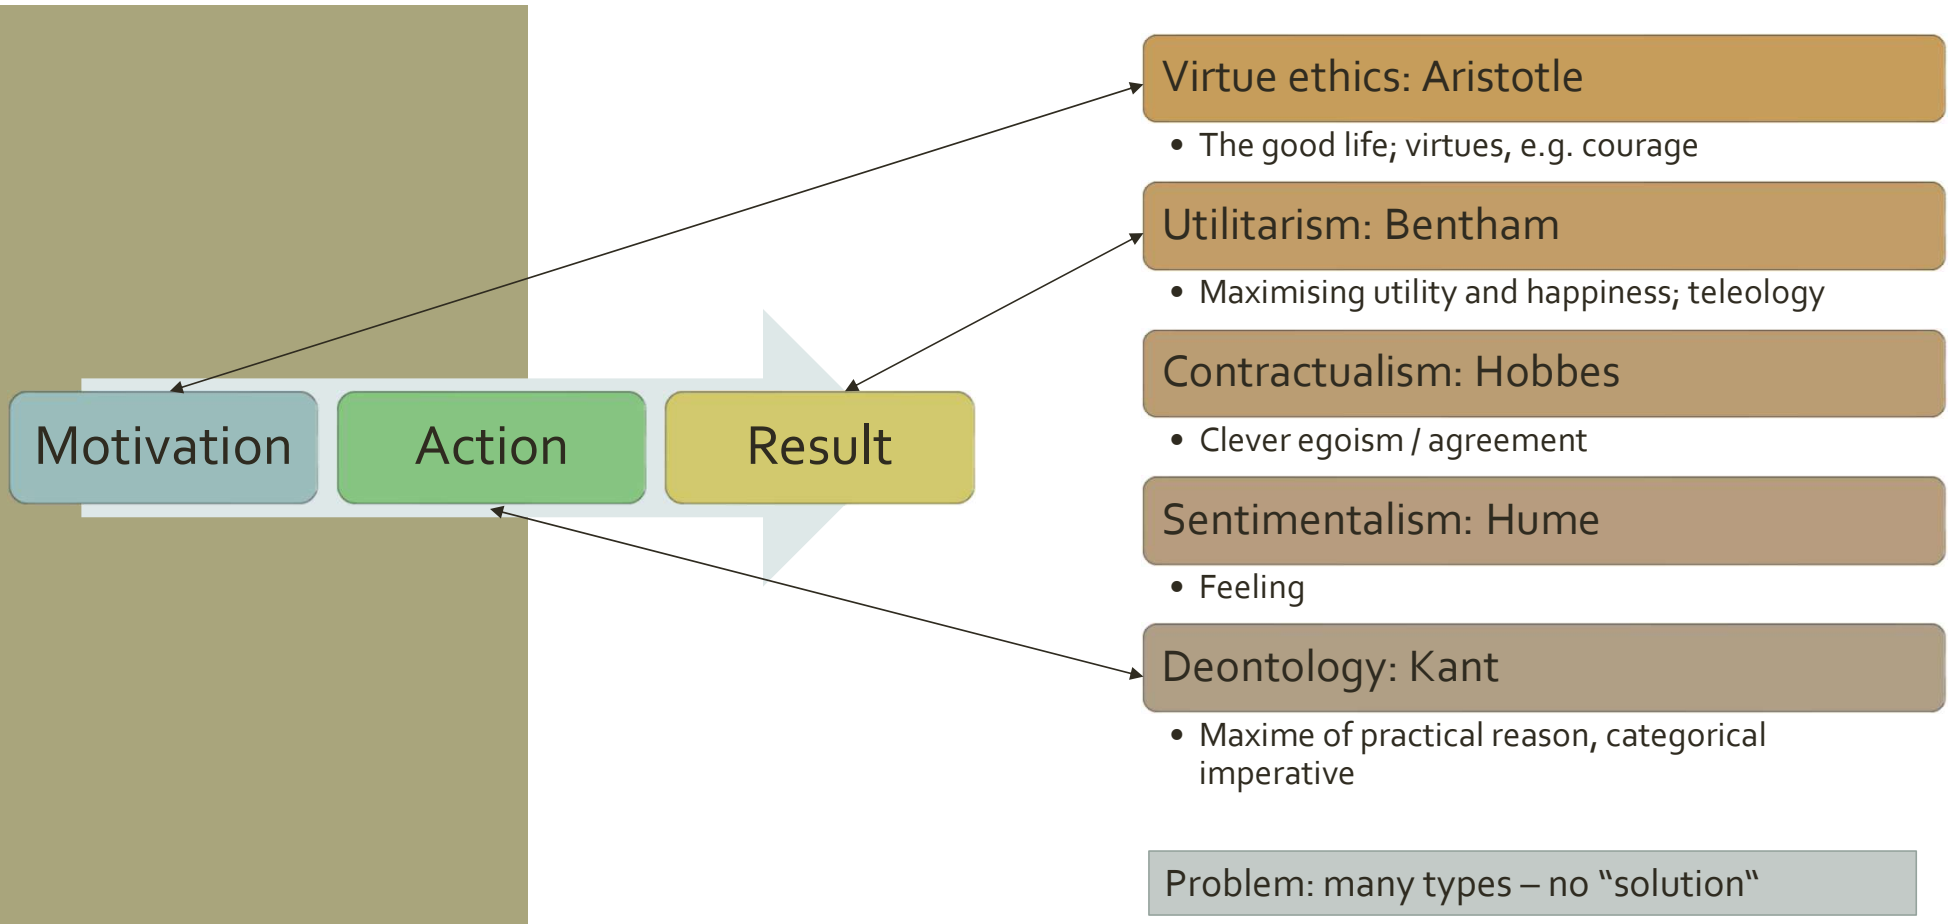 Motivation
Action
Result
Virtue ethics: Aristotle
• The good life; virtues, e.g. courage
Utilitarism: Bentham
• Maximising utility and happiness; teleology
Contractualism: Hobbes
• Clever egoism / agreement
Sentimentalism: Hume
• Feeling
Deontology: Kant
• Maxime of practical reason, categorical
imperative
Problem: many types – no “solution“